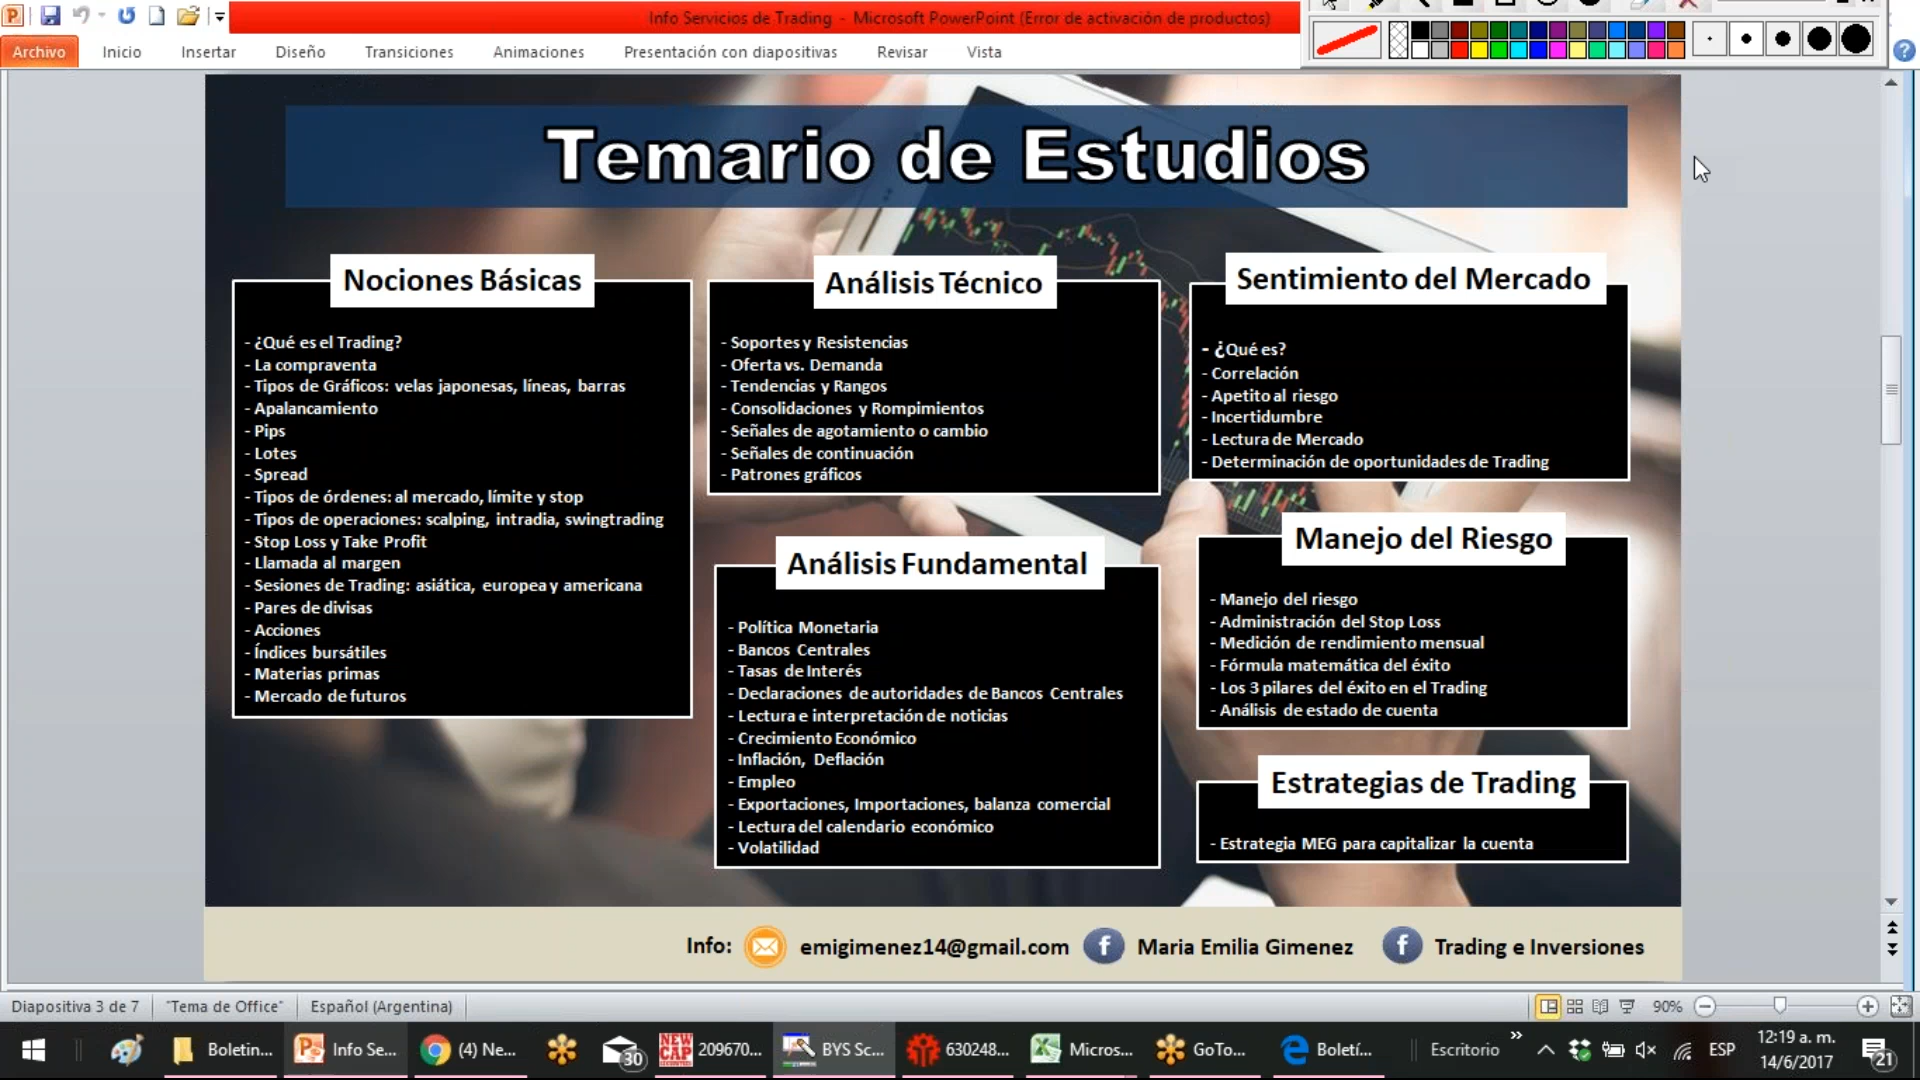 Info Servicios de Trading - Microsoft PowerPoint (Error de activación de productos)
Archivo Inicio Insertar Diseño Transiciones Animaciones Presentación con diapositivas Revisar Vista
Temario de Estudios
Nociones Básicas
- ¿Qué es el Trading?
- La compraventa
- Tipos de Gráficos: velas japonesas, líneas, barras
- Apalancamiento
- Pips
- Lotes
- Spread
- Tipos de órdenes: al mercado, límite y stop
- Tipos de operaciones: scalping, intradia, swingtrading
- Stop Loss y Take Profit
- Llamada al margen
- Sesiones de Trading: asiática, europea y americana
- Pares de divisas
- Acciones
- Índices bursátiles
- Materias primas
- Mercado de futuros
Análisis Técnico
- Soportes y Resistencias
- Oferta vs. Demanda
- Tendencias y Rangos
- Consolidaciones y Rompimientos
- Señales de agotamiento o cambio
- Señales de continuación
- Patrones gráficos
Análisis Fundamental
- Política Monetaria
- Bancos Centrales
- Tasas de Interés
- Declaraciones de autoridades de Bancos Centrales
- Lectura e interpretación de noticias
- Crecimiento Económico
- Inflación, Deflación
- Empleo
- Exportaciones, Importaciones, balanza comercial
- Lectura del calendario económico
- Volatilidad
Sentimiento del Mercado
- ¿Qué es?
- Correlación
- Apetito al riesgo
- Incertidumbre
- Lectura de Mercado
- Determinación de oportunidades de Trading
Manejo del Riesgo
- Manejo del riesgo
- Administración del Stop Loss
- Medición de rendimiento mensual
- Fórmula matemática del éxito
- Los 3 pilares del éxito en el Trading
- Análisis de estado de cuenta
Estrategias de Trading
- Estrategia MEG para capitalizar la cuenta
Info: emigimenez14@gmail.com Maria Emilia Gimenez Trading e Inversiones
Diapositiva 3 de 7 "Tema de Office" Español (Argentina) 90%
Boletin... Info Se... (4) Ne... 30 NEW CAP 209670... BYS Sc... 630248... Micros... GoTo... Boletí... Escritorio ESP 12:19 a. m.
14/6/2017 21